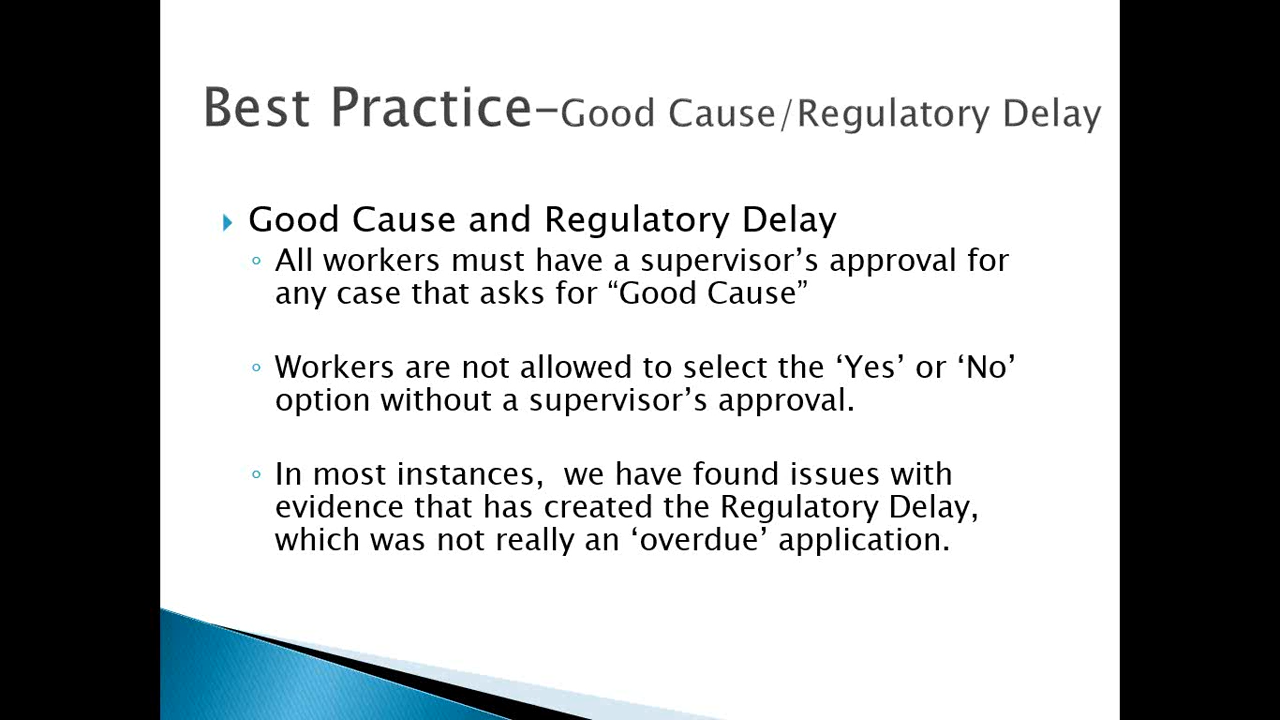 Best Practice-Good Cause/Regulatory Delay
Good Cause and Regulatory Delay
All workers must have a supervisor’s approval for
any case that asks for “Good Cause”
Workers are not allowed to select the ‘Yes’ or ‘No’
option without a supervisor’s approval.
In most instances,  we have found issues with
evidence that has created the Regulatory Delay,
which was not really an ‘overdue’ application.